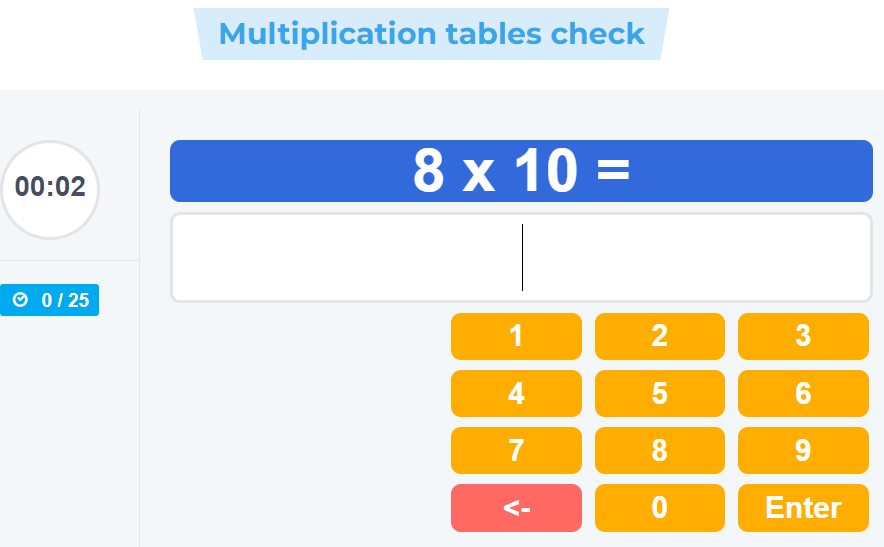 Multiplication tables check
8 x 10 =
00:02
0 / 25
1 2 3
4 5 6
7 8 9
<- 0 Enter